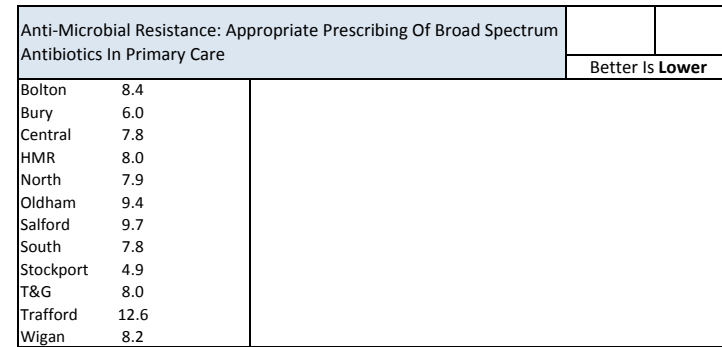 Anti-Microbial Resistance: Appropriate Prescribing Of Broad Spectrum
Antibiotics In Primary Care
Better Is Lower
Bolton 8.4
Bury 6.0
Central 7.8
HMR 8.0
North 7.9
Oldham 9.4
Salford 9.7
South 7.8
Stockport 4.9
T&G 8.0
Trafford 12.6
Wigan 8.2